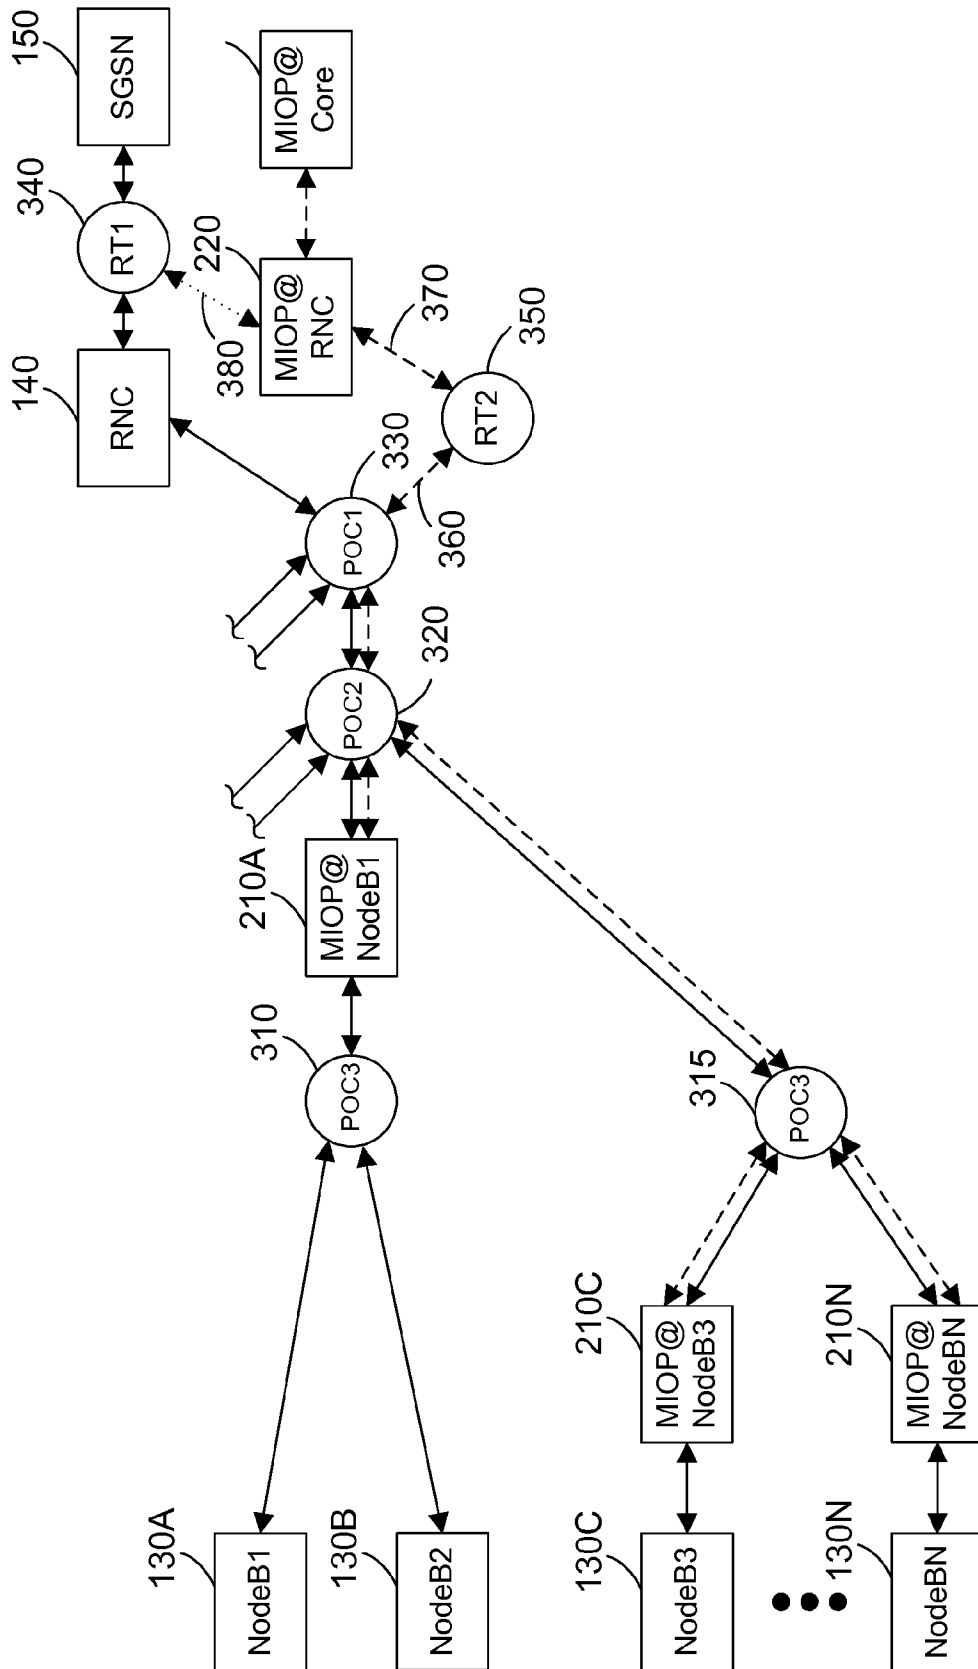 130A
NodeB1
130B
NodeB2
130C
NodeB3
130N
NodeBN
210C
MIOP@
NodeB3
210N
MIOP@
NodeBN
310
POC3
315
POC3
210A
MIOP@
NodeB1
POC2
320
POC1
330
360
RT2
350
370
140
RNC
380
220
MIOP@
RNC
340
RT1
150
SGSN
MIOP@
Core